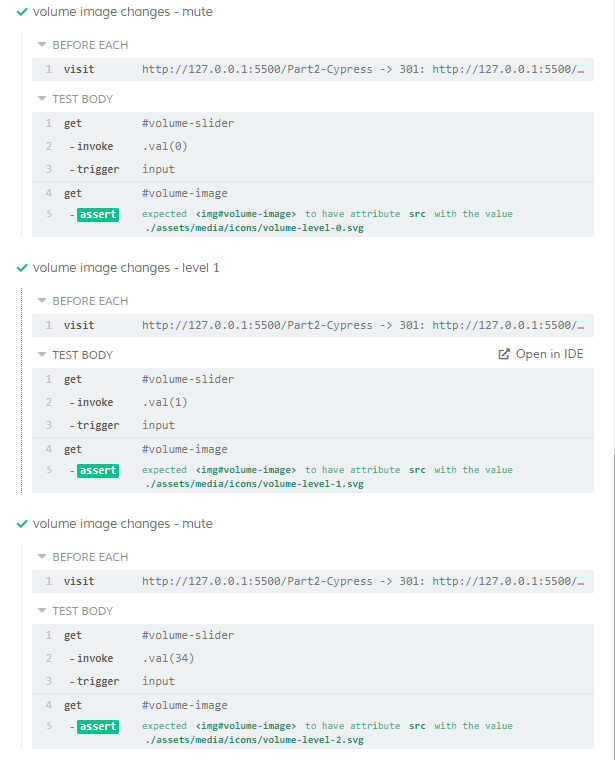 volume image changes - mute
BEFORE EACH
1 visit http://127.0.0.1:5500/Part2-Cypress -> 301: http://127.0.0.1:5500/…
TEST BODY
1 get #volume-slider
2 - invoke .val(0)
3 - trigger input
4 get #volume-image
5 - assert expected <img#volume-image> to have attribute src with the value
./assets/media/icons/volume-level-0.svg
volume image changes - level 1
BEFORE EACH
1 visit http://127.0.0.1:5500/Part2-Cypress -> 301: http://127.0.0.1:5500/…
TEST BODY Open in IDE
1 get #volume-slider
2 - invoke .val(1)
3 - trigger input
4 get #volume-image
5 - assert expected <img#volume-image> to have attribute src with the value
./assets/media/icons/volume-level-1.svg
volume image changes - mute
BEFORE EACH
1 visit http://127.0.0.1:5500/Part2-Cypress -> 301: http://127.0.0.1:5500/…
TEST BODY
1 get #volume-slider
2 - invoke .val(34)
3 - trigger input
4 get #volume-image
5 - assert expected <img#volume-image> to have attribute src with the value
./assets/media/icons/volume-level-2.svg